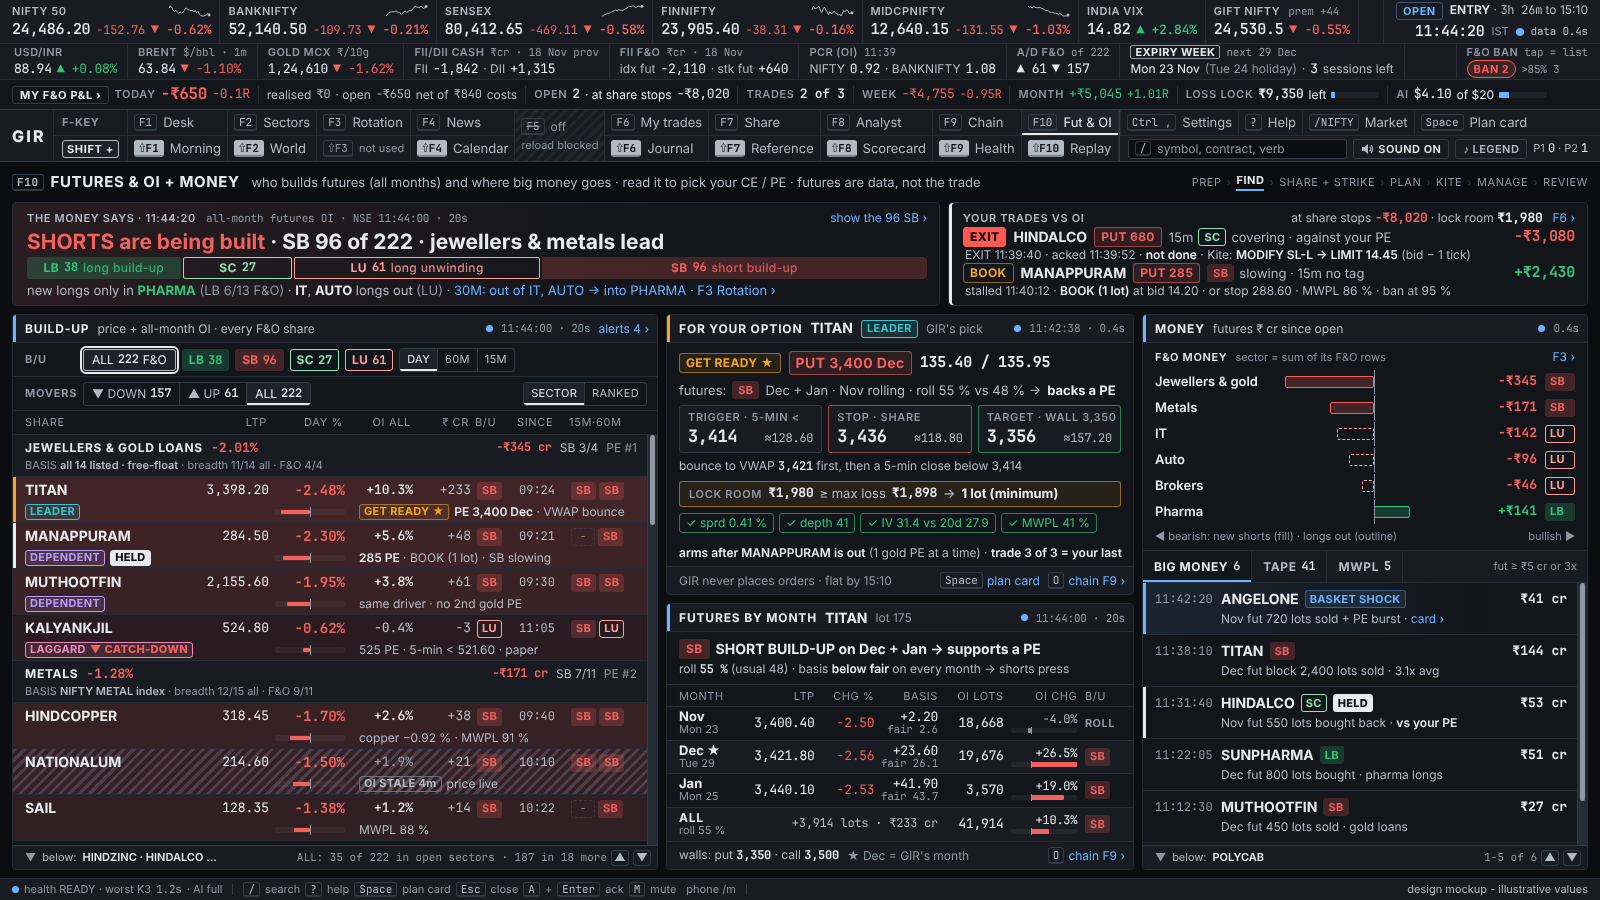 NIFTY 50
24,486.20 -152.76 ▼ -0.62%
BANKNIFTY
52,140.50 -109.73 ▼ -0.21%
SENSEX
80,412.65 -469.11 ▼ -0.58%
FINNIFTY
23,905.40 -38.31 ▼ -0.16%
MIDCPNIFTY
12,640.15 -131.55 ▼ -1.03%
INDIA VIX
14.82 ▲ +2.84%
GIFT NIFTY prem +44
24,530.5 ▼ -0.55%
OPEN ENTRY · 3h 26m to 15:10
11:44:20 IST ● data 0.4s
USD/INR
88.94 ▲ +0.08%
BRENT $/bbl · 1m
63.84 ▼ -1.10%
GOLD MCX ₹/10g
1,24,610 ▼ -1.62%
FII/DII CASH ₹cr · 18 Nov prov
FII -1,842 · DII +1,315
FII F&O ₹cr · 18 Nov
idx fut -2,110 · stk fut +640
PCR (OI) 11:39
NIFTY 0.92 · BANKNIFTY 1.08
A/D F&O of 222
▲ 61 ▼ 157
EXPIRY WEEK next 29 Dec
Mon 23 Nov (Tue 24 holiday) · 3 sessions left
F&O BAN tap = list
BAN 2 >85% 3
MY F&O P&L › TODAY -₹650 -0.1R realised ₹0 · open -₹650 net of ₹840 costs OPEN 2 · at share stops -₹8,020 TRADES 2 of 3 WEEK -₹4,755 -0.95R MONTH +₹5,045 +1.01R LOSS LOCK ₹9,350 left AI $4.10 of $20
GIR
F-KEY F1 Desk F2 Sectors F3 Rotation F4 News F5 off F6 My trades F7 Share F8 Analyst F9 Chain F10 Fut & OI Ctrl , Settings ? Help /NIFTY Market Space Plan card
SHIFT + ⇧F1 Morning ⇧F2 World ⇧F3 not used ⇧F4 Calendar reload blocked ⇧F6 Journal ⇧F7 Reference ⇧F8 Scorecard ⇧F9 Health ⇧F10 Replay / symbol, contract, verb SOUND ON ♪ LEGEND P1 0 · P2 1
F10 FUTURES & OI + MONEY who builds futures (all months) and where big money goes · read it to pick your CE / PE · futures are data, not the trade
PREP › FIND › SHARE + STRIKE › PLAN › KITE › MANAGE › REVIEW
THE MONEY SAYS · 11:44:20 all-month futures OI · NSE 11:44:00 · 20s show the 96 SB ›
SHORTS are being built · SB 96 of 222 · jewellers & metals lead
LB 38 long build-up SC 27 LU 61 long unwinding SB 96 short build-up
new longs only in PHARMA (LB 6/13 F&O) · IT, AUTO longs out (LU) · 30M: out of IT, AUTO → into PHARMA · F3 Rotation ›
YOUR TRADES VS OI at share stops -₹8,020 · lock room ₹1,980 F6 ›
EXIT HINDALCO PUT 680 15m SC covering · against your PE -₹3,080
EXIT 11:39:40 · acked 11:39:52 · not done · Kite: MODIFY SL-L → LIMIT 14.45 (bid − 1 tick)
BOOK MANAPPURAM PUT 285 SB slowing · 15m no tag +₹2,430
stalled 11:40:12 · BOOK (1 lot) at bid 14.20 · or stop 288.60 · MWPL 86 % · ban at 95 %
BUILD-UP price + all-month OI · every F&O share ● 11:44:00 · 20s alerts 4 ›
B/U ALL 222 F&O LB 38 SB 96 SC 27 LU 61 DAY 60M 15M
MOVERS ▼ DOWN 157 ▲ UP 61 ALL 222 SECTOR RANKED
SHARE LTP DAY % OI ALL ₹ CR B/U SINCE 15M·60M
JEWELLERS & GOLD LOANS -2.01% -₹345 cr SB 3/4 PE #1
BASIS all 14 listed · free-float · breadth 11/14 all · F&O 4/4
TITAN 3,398.20 -2.48% +10.3% +233 SB 09:24 SB SB
LEADER GET READY ★ PE 3,400 Dec · VWAP bounce
MANAPPURAM 284.50 -2.30% +5.6% +48 SB 09:21 - SB
DEPENDENT HELD 285 PE · BOOK (1 lot) · SB slowing
MUTHOOTFIN 2,155.60 -1.95% +3.8% +61 SB 09:30 SB SB
DEPENDENT same driver · no 2nd gold PE
KALYANKJIL 524.80 -0.62% -0.4% -3 LU 11:05 SB LU
LAGGARD ▼ CATCH-DOWN 525 PE · 5-min < 521.60 · paper
METALS -1.28% -₹171 cr SB 7/11 PE #2
BASIS NIFTY METAL index · breadth 12/15 all · F&O 9/11
HINDCOPPER 318.45 -1.70% +2.6% +38 SB 09:40 SB SB
copper −0.92 % · MWPL 91 %
NATIONALUM 214.60 -1.50% +1.9% +21 SB 10:10 SB SB
OI STALE 4m price live
SAIL 128.35 -1.38% +1.2% +14 SB 10:22 - SB
MWPL 88 %
▼ below: HINDZINC · HINDALCO ... ALL: 35 of 222 in open sectors · 187 in 18 more ▲ ▼
FOR YOUR OPTION TITAN LEADER GIR's pick ● 11:42:38 · 0.4s
GET READY ★ PUT 3,400 Dec 135.40 / 135.95
futures: SB Dec + Jan · Nov rolling · roll 55 % vs 48 % → backs a PE
TRIGGER · 5-MIN < STOP · SHARE TARGET · WALL 3,350
3,414 ≈128.60 3,436 ≈118.80 3,356 ≈157.20
bounce to VWAP 3,421 first, then a 5-min close below 3,414
LOCK ROOM ₹1,980 ≥ max loss ₹1,898 → 1 lot (minimum)
✓ sprd 0.41 % ✓ depth 41 ✓ IV 31.4 vs 20d 27.9 ✓ MWPL 41 %
arms after MANAPPURAM is out (1 gold PE at a time) · trade 3 of 3 = your last
GIR never places orders · flat by 15:10 Space plan card O chain F9 ›
FUTURES BY MONTH TITAN lot 175 ● 11:44:00 · 20s
SB SHORT BUILD-UP on Dec + Jan → supports a PE
roll 55 % (usual 48) · basis below fair on every month → shorts press
MONTH LTP CHG % BASIS OI LOTS OI CHG B/U
Nov 3,400.40 -2.50 +2.20 18,668 -4.0% ROLL
Mon 23 fair 2.6
Dec ★ 3,421.80 -2.56 +23.60 19,676 +26.5% SB
Tue 29 fair 26.1
Jan 3,440.10 -2.53 +41.90 3,570 +19.0% SB
Mon 25 fair 43.7
ALL +3,914 lots · ₹233 cr 41,914 +10.3% SB
roll 55 %
walls: put 3,350 · call 3,500 ★ Dec = GIR's month O chain F9 ›
MONEY futures ₹ cr since open ● 0.4s
F&O MONEY sector = sum of its F&O rows F3 ›
Jewellers & gold -₹345 SB
Metals -₹171 SB
IT -₹142 LU
Auto -₹96 LU
Brokers -₹46 LU
Pharma +₹141 LB
◀ bearish: new shorts (fill) · longs out (outline) bullish ▶
BIG MONEY 6 TAPE 41 MWPL 5 fut ≥ ₹5 cr or 3x
11:42:20 ANGELONE BASKET SHOCK ₹41 cr
Nov fut 720 lots sold + PE burst · card ›
11:38:10 TITAN SB ₹144 cr
Dec fut block 2,400 lots sold · 3.1x avg
11:31:40 HINDALCO SC HELD ₹53 cr
Nov fut 550 lots bought back · vs your PE
11:22:05 SUNPHARMA LB ₹51 cr
Dec fut 800 lots bought · pharma longs
11:12:30 MUTHOOTFIN SB ₹27 cr
Dec fut 450 lots sold · gold loans
▼ below: POLYCAB 1-5 of 6 ▲ ▼
● health READY · worst K3 1.2s · AI full / search ? help Space plan card Esc close A + Enter ack M mute phone /m
design mockup - illustrative values